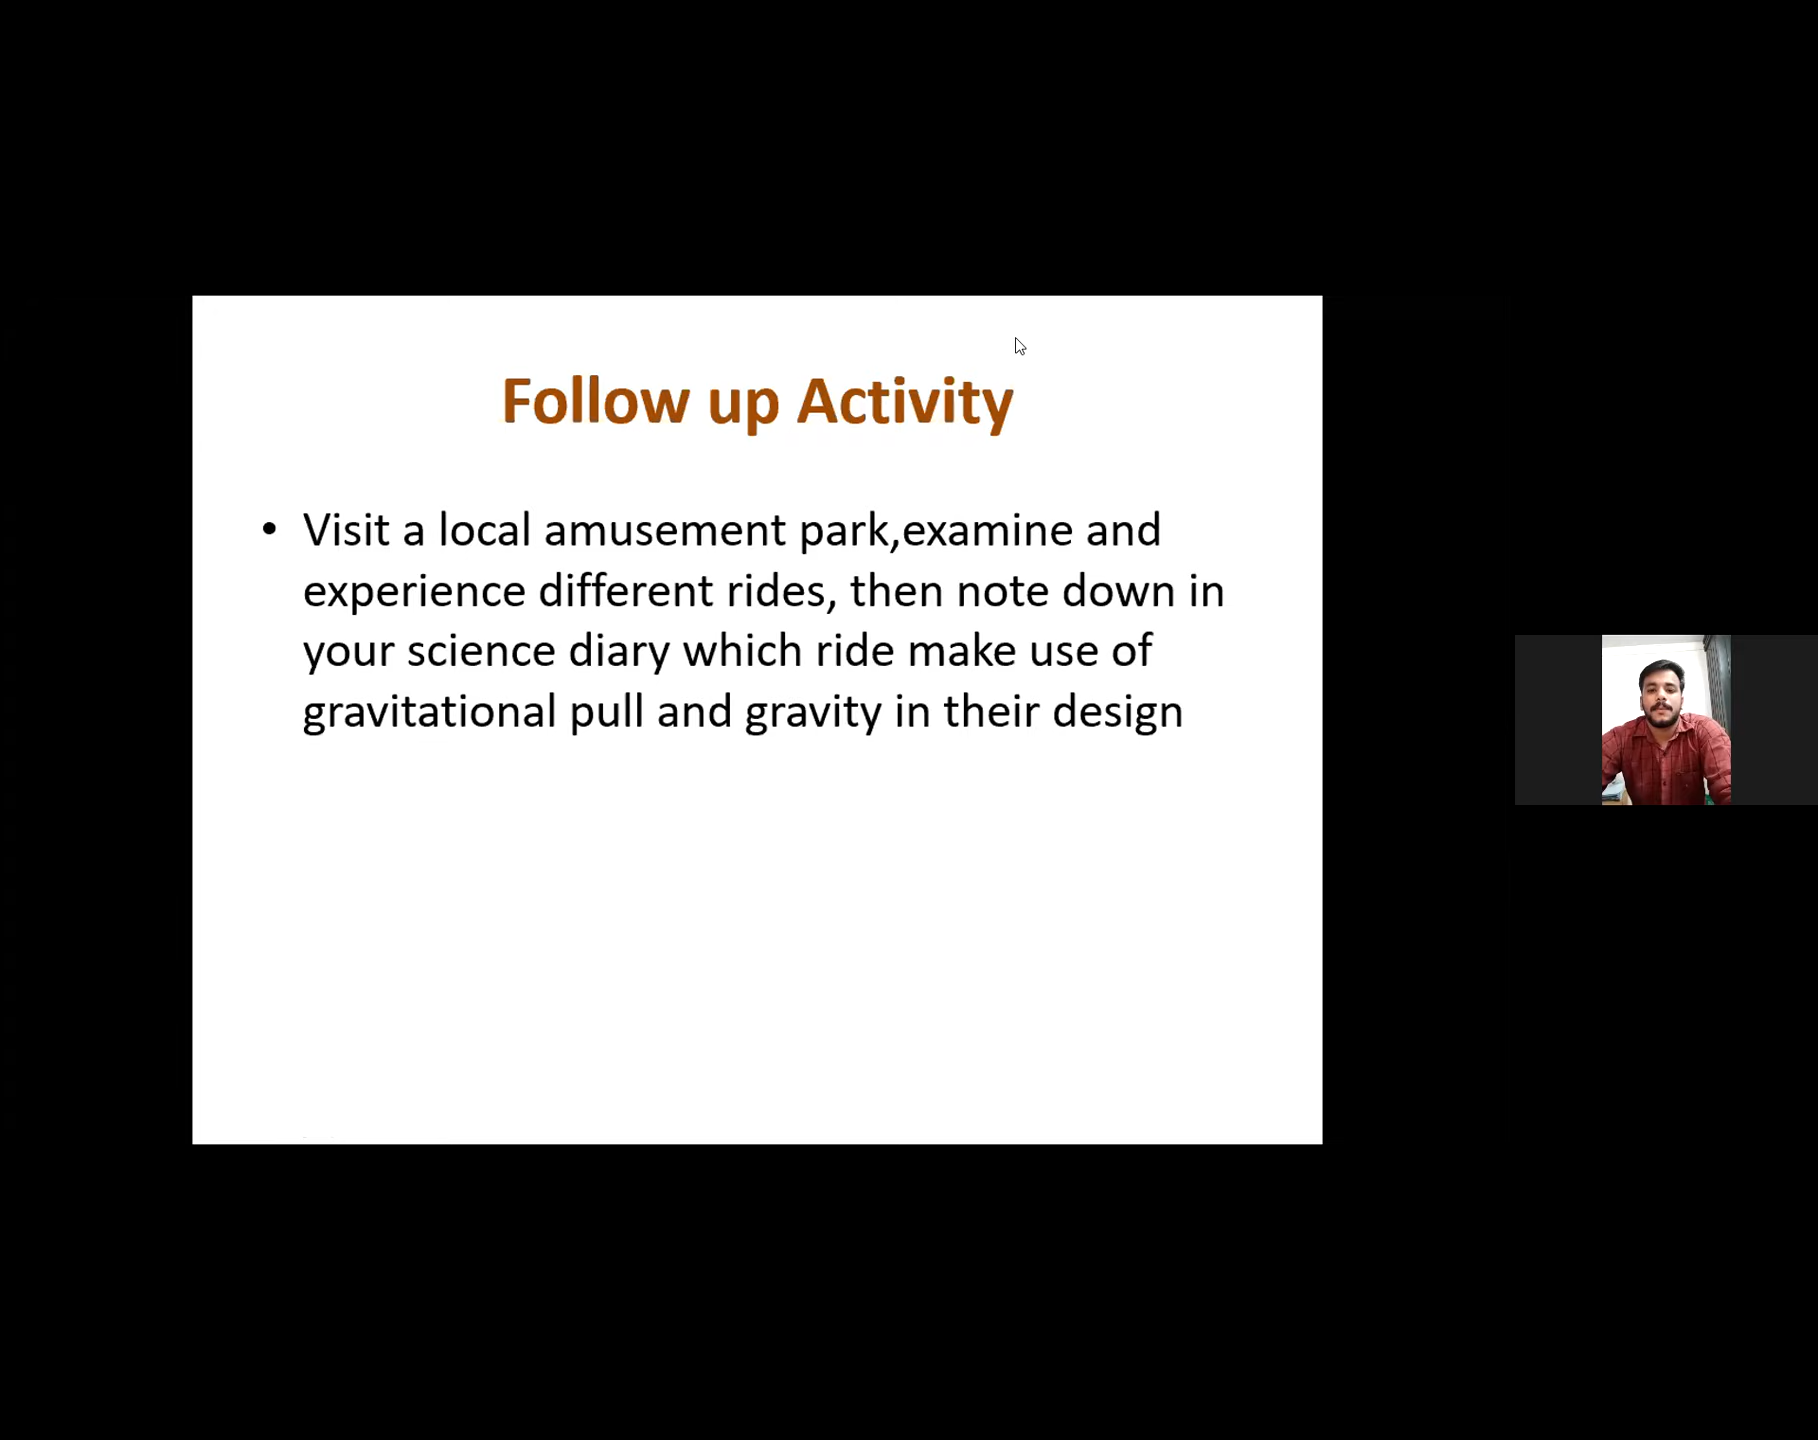 Follow up Activity
• Visit a local amusement park,examine and
experience different rides, then note down in
your science diary which ride make use of
gravitational pull and gravity in their design